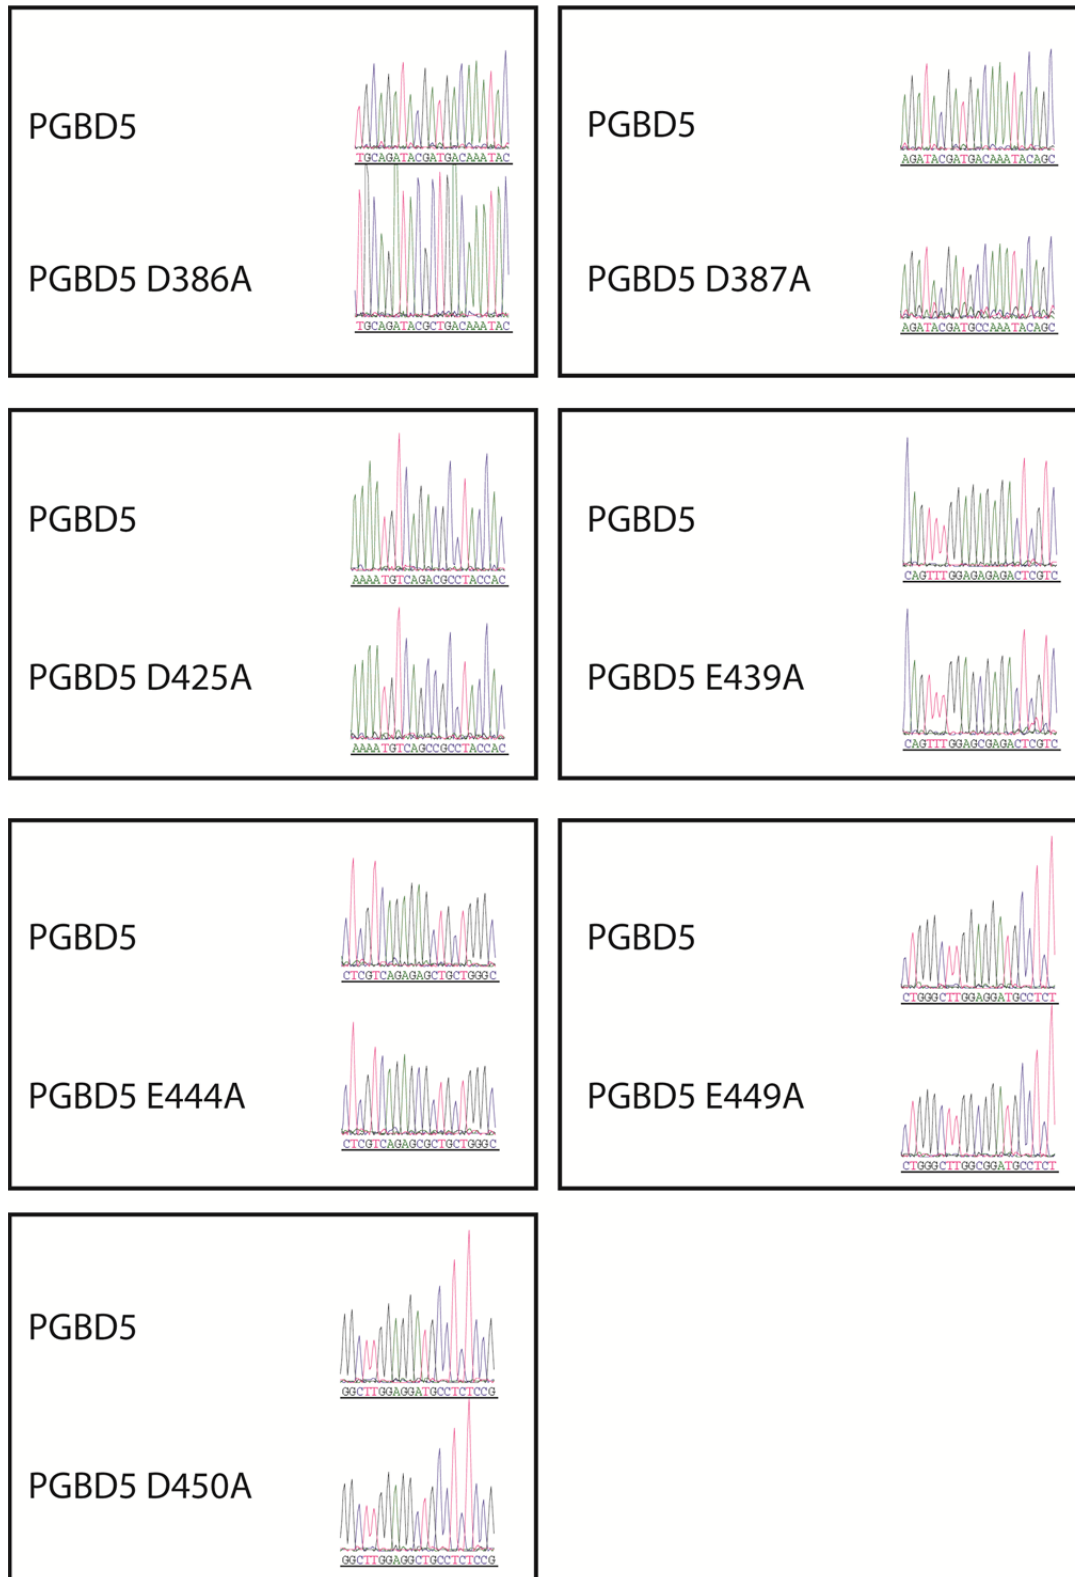 PGBD5
TGCAGATACGATGACAAATAC
PGBD5 D386A
TGCAGATACGCTGACAAATAC
PGBD5
AGATACGATGACAAATACAGC
PGBD5 D387A
AGATACGATGCCAAATACAGC
PGBD5
AAAATGTCAGACGCCTACCAC
PGBD5 D425A
AAAATGTCAGCCGCCTACCAC
PGBD5
CAGTTTGGAGAGAGACTCGTC
PGBD5 E439A
CAGTTTGGAGCGAGACTCGTC
PGBD5
CTCGTCAGAGAGCTGCTGGGC
PGBD5 E444A
CTCGTCAGAGCGCTGCTGGGC
PGBD5
CTGGGCTTGGAGGATGCCTCT
PGBD5 E449A
CTGGGCTTGGCGGATGCCTCT
PGBD5
GGCTTGGAGGATGCCTCTCCG
PGBD5 D450A
GGCTTGGAGGCTGCCTCTCCG